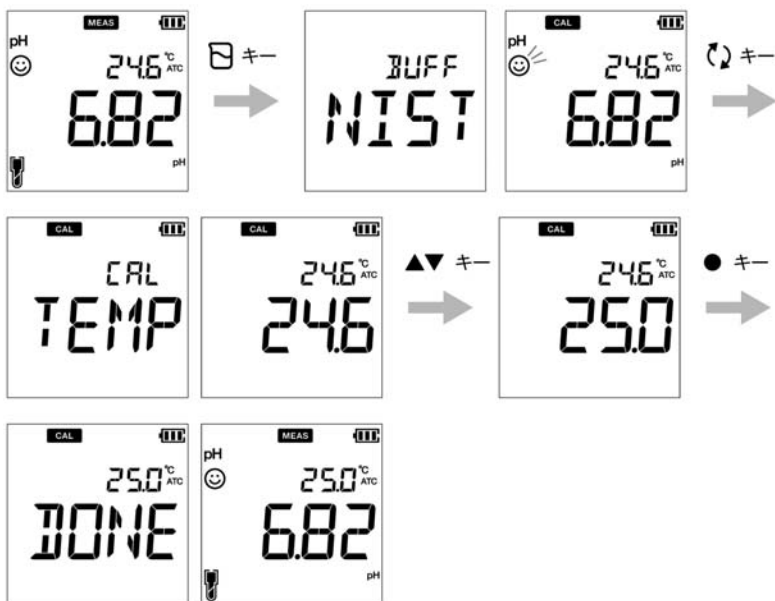 MEAS
pH
24.6 °C ATC
6.82
pH
キー
BUFF
NIST
CAL
pH
24.6 °C ATC
6.82
pH
キー
CAL
CAL
TEMP
CAL
24.6 °C ATC
24.6
▲▼ キー
CAL
24.6 °C ATC
25.0
● キー
CAL
25.0 °C ATC
DONE
MEAS
pH
25.0 °C ATC
6.82
pH